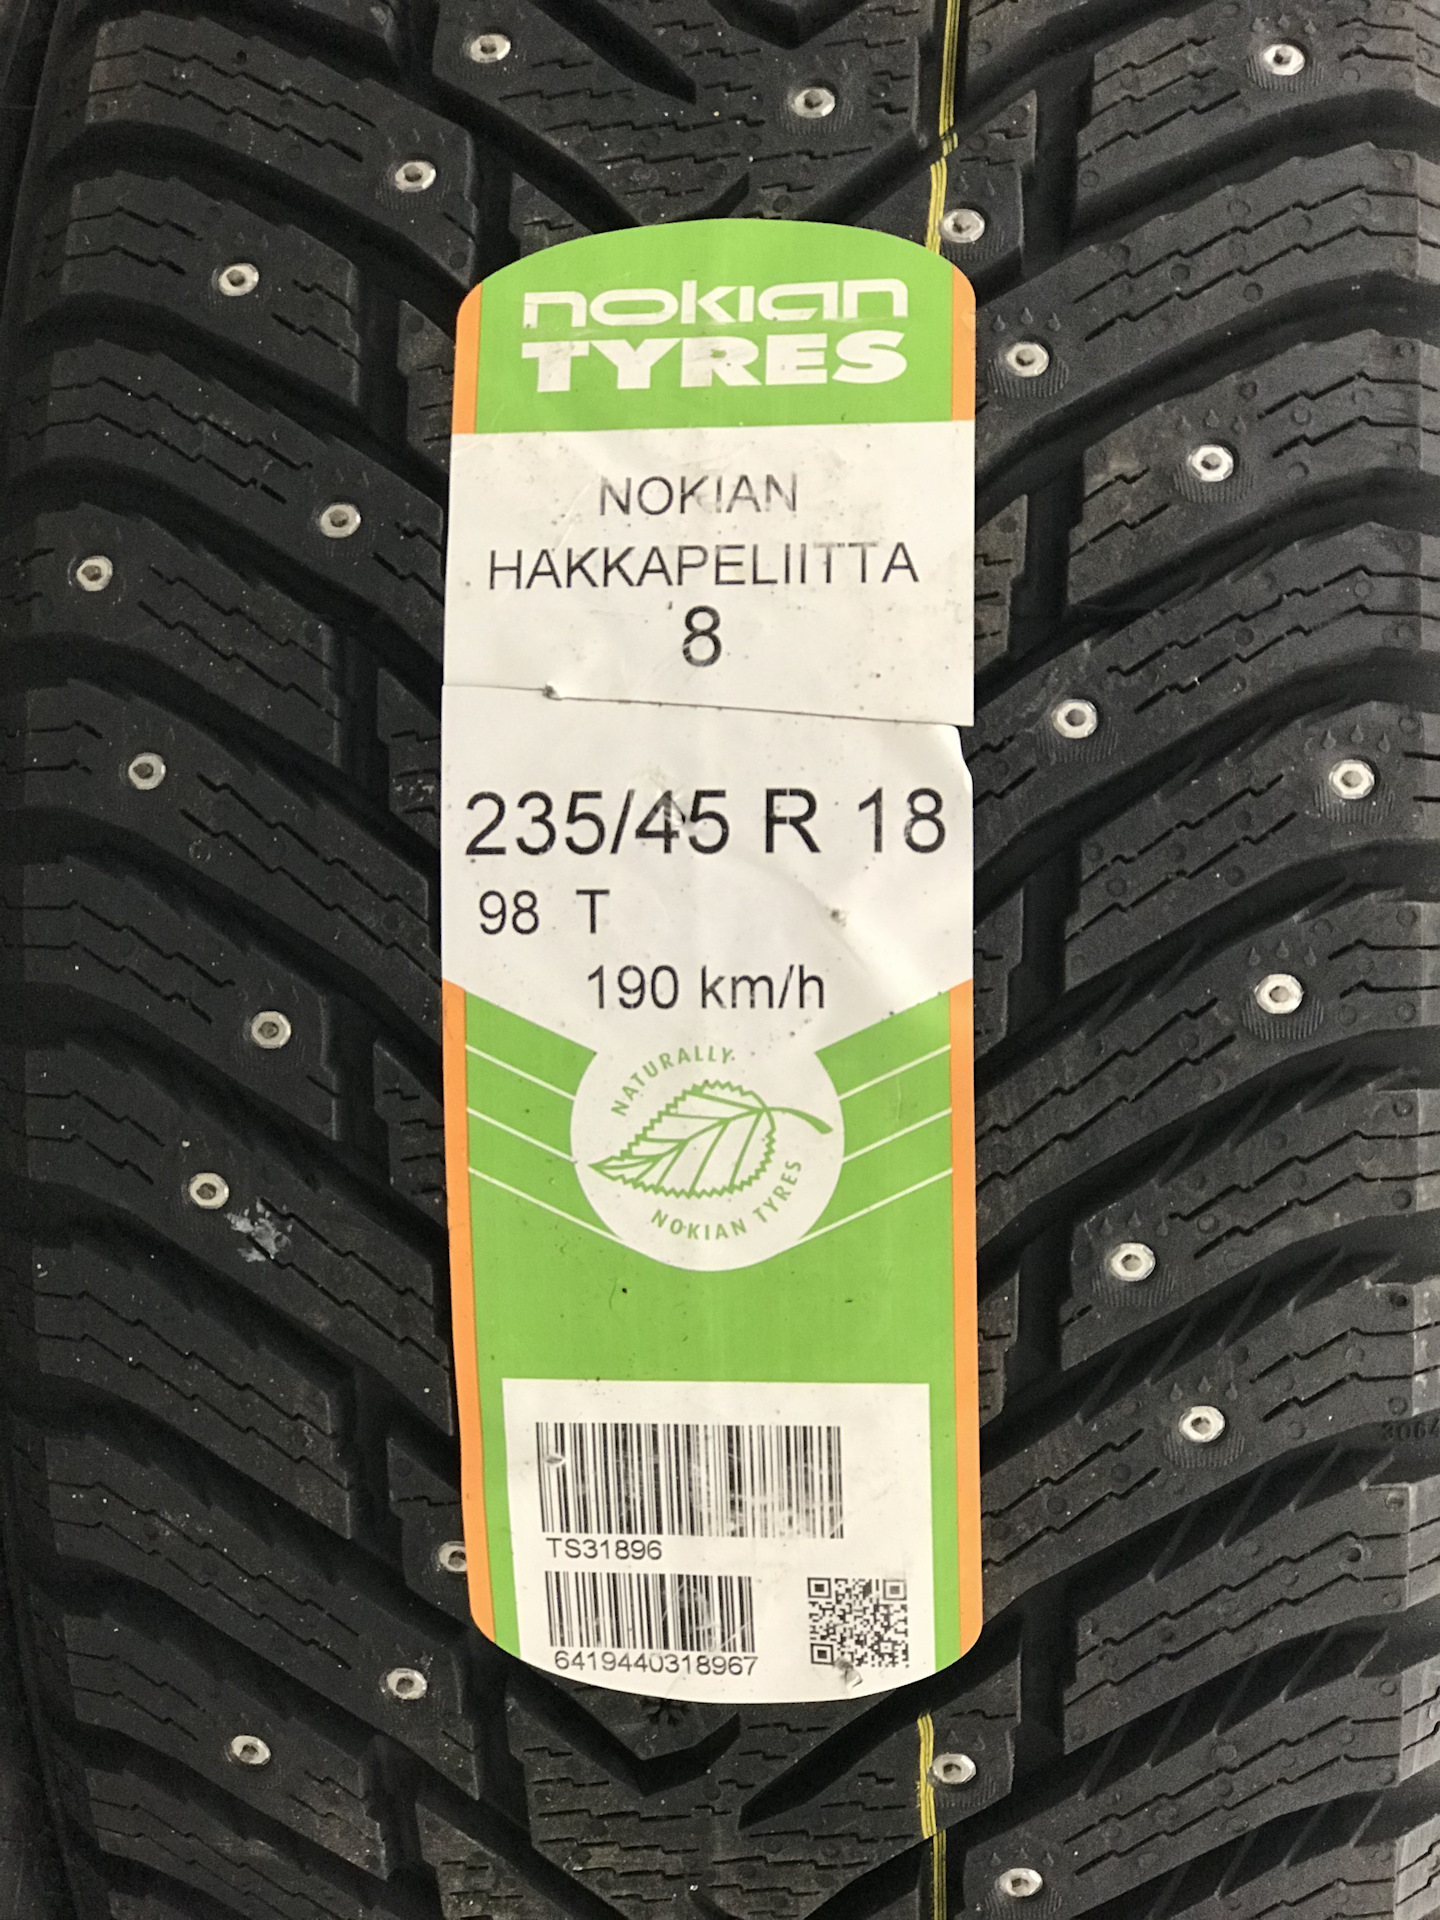 nokian
TYRES
NOKIAN
HAKKAPELIITTA
8
235/45 R 18
98 T
190 km/h
NATURALLY
NOKIAN TYRES
TS31896
6419440318967